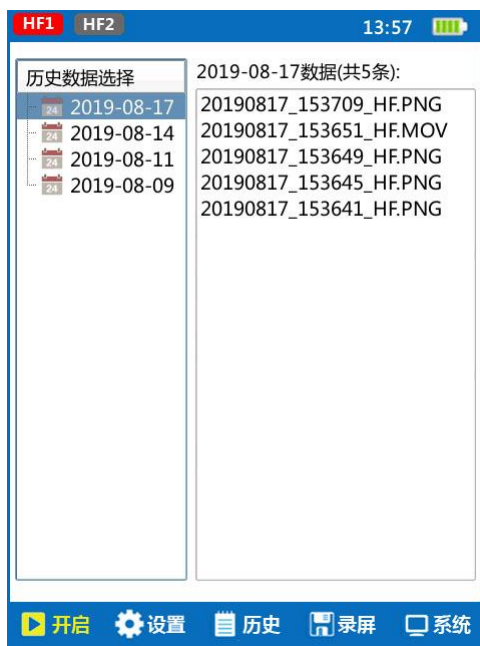 HF1 HF2 13:57
历史数据选择
2019-08-17
2019-08-14
2019-08-11
2019-08-09
2019-08-17数据(共5条):
20190817_153709_HF.PNG
20190817_153651_HF.MOV
20190817_153649_HF.PNG
20190817_153645_HF.PNG
20190817_153641_HF.PNG
开启 设置 历史 录屏 系统